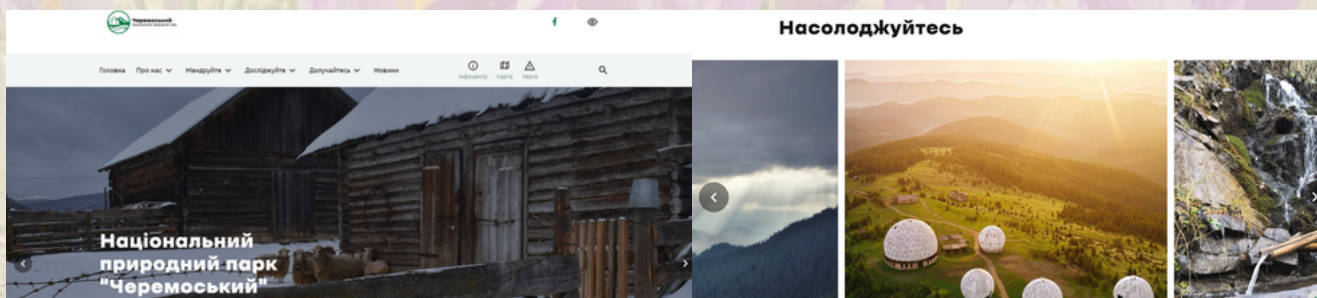 Черемоський
Насолоджуйтесь
Головна Про нас Мандруйте Досліджуйте Долучайтесь Новини
Інфоцентр Карта Увага
Національний
природний парк
"Черемоський"